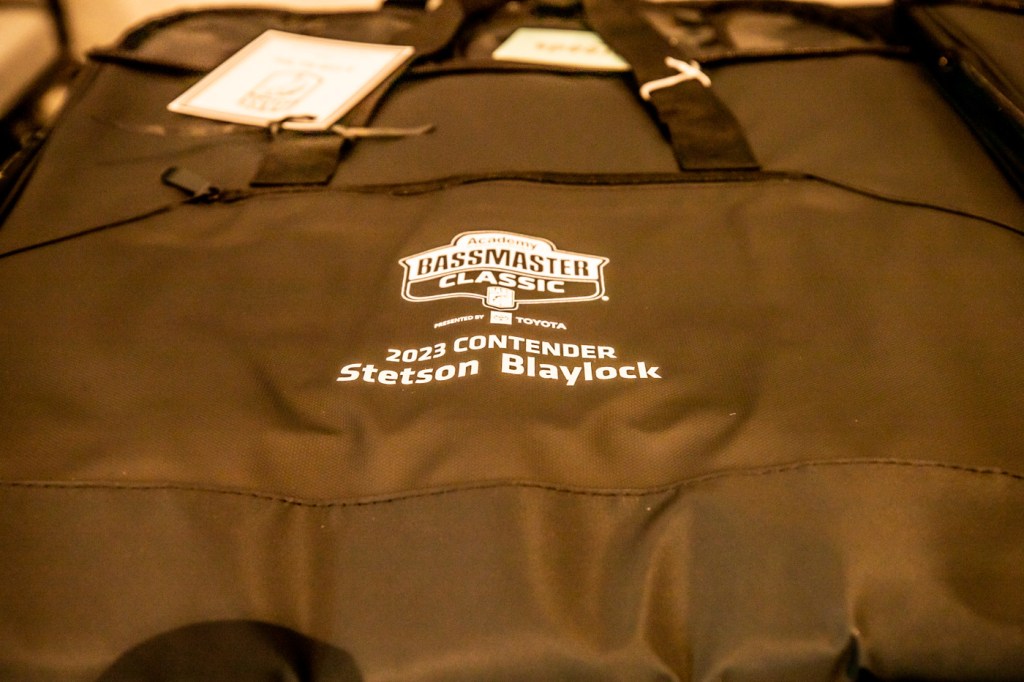 Academy
BASSMASTER
CLASSIC
PRESENTED BY TOYOTA
2023 CONTENDER
Stetson Blaylock